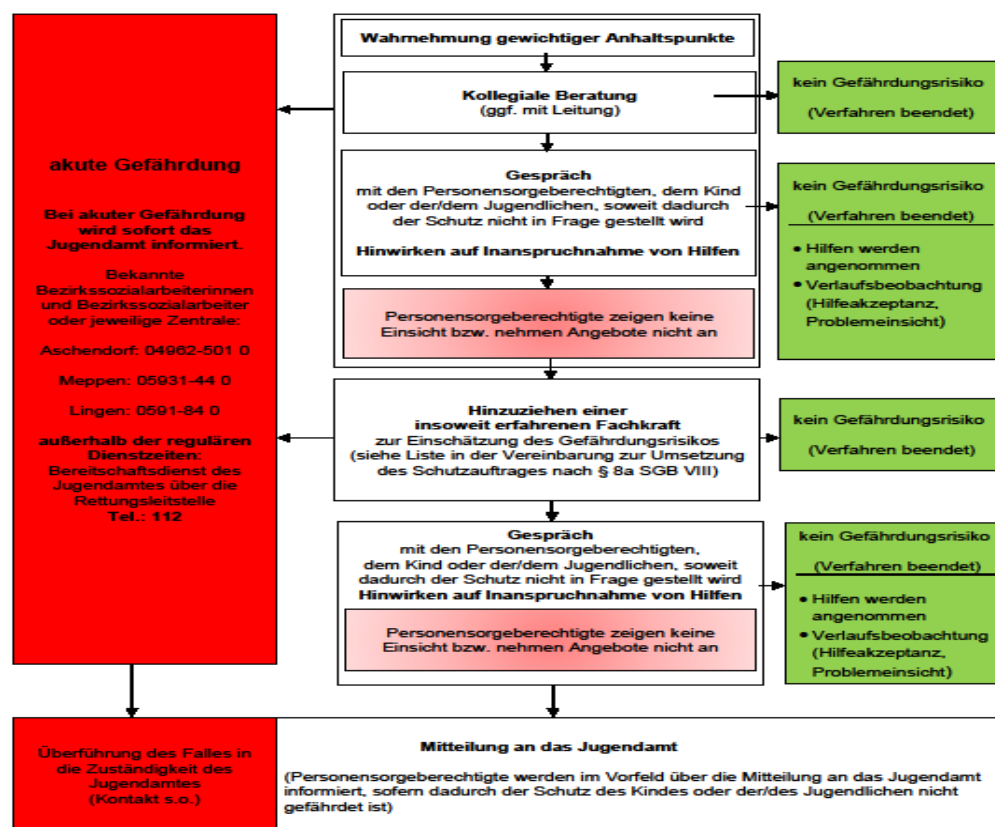 Wahrnehmung gewichtiger Anhaltspunkte
Kollegiale Beratung
(ggf. mit Leitung)
kein Gefährdungsrisiko
(Verfahren beendet)
akute Gefährdung
Bei akuter Gefährdung
wird sofort das
Jugendamt informiert.
Bekannte
Bezirkssozialarbeiterinnen
und Bezirkssozialarbeiter
oder jeweilige Zentrale:
Aschendorf: 04962-501 0
Meppen: 05931-44 0
Lingen: 0591-84 0
außerhalb der regulären
Dienstzeiten:
Bereitschaftsdienst des
Jugendamtes über die
Rettungsleitstelle
Tel.: 112
Gespräch
mit den Personensorgeberechtigten, dem Kind
oder der/dem Jugendlichen, soweit dadurch
der Schutz nicht in Frage gestellt wird
Hinwirken auf Inanspruchnahme von Hilfen
kein Gefährdungsrisiko
(Verfahren beendet)
• Hilfen werden
angenommen
• Verlaufsbeobachtung
(Hilfeakzeptanz,
Problemeinsicht)
Personensorgeberechtigte zeigen keine
Einsicht bzw. nehmen Angebote nicht an
Hinzuziehen einer
insoweit erfahrenen Fachkraft
zur Einschätzung des Gefährdungsrisikos
(siehe Liste in der Vereinbarung zur Umsetzung
des Schutzauftrages nach § 8a SGB VIII)
kein Gefährdungsrisiko
(Verfahren beendet)
Gespräch
mit den Personensorgeberechtigten,
dem Kind oder der/dem Jugendlichen, soweit
dadurch der Schutz nicht in Frage gestellt wird
Hinwirken auf Inanspruchnahme von Hilfen
Personensorgeberechtigte zeigen keine
Einsicht bzw. nehmen Angebote nicht an
kein Gefährdungsrisiko
(Verfahren beendet)
• Hilfen werden
angenommen
• Verlaufsbeobachtung
(Hilfeakzeptanz,
Problemeinsicht)
Überführung des Falles in
die Zuständigkeit des
Jugendamtes
(Kontakt s.o.)
Mitteilung an das Jugendamt
(Personensorgeberechtigte werden im Vorfeld über die Mitteilung an das Jugendamt
informiert, sofern dadurch der Schutz des Kindes oder der/des Jugendlichen nicht
gefährdet ist)